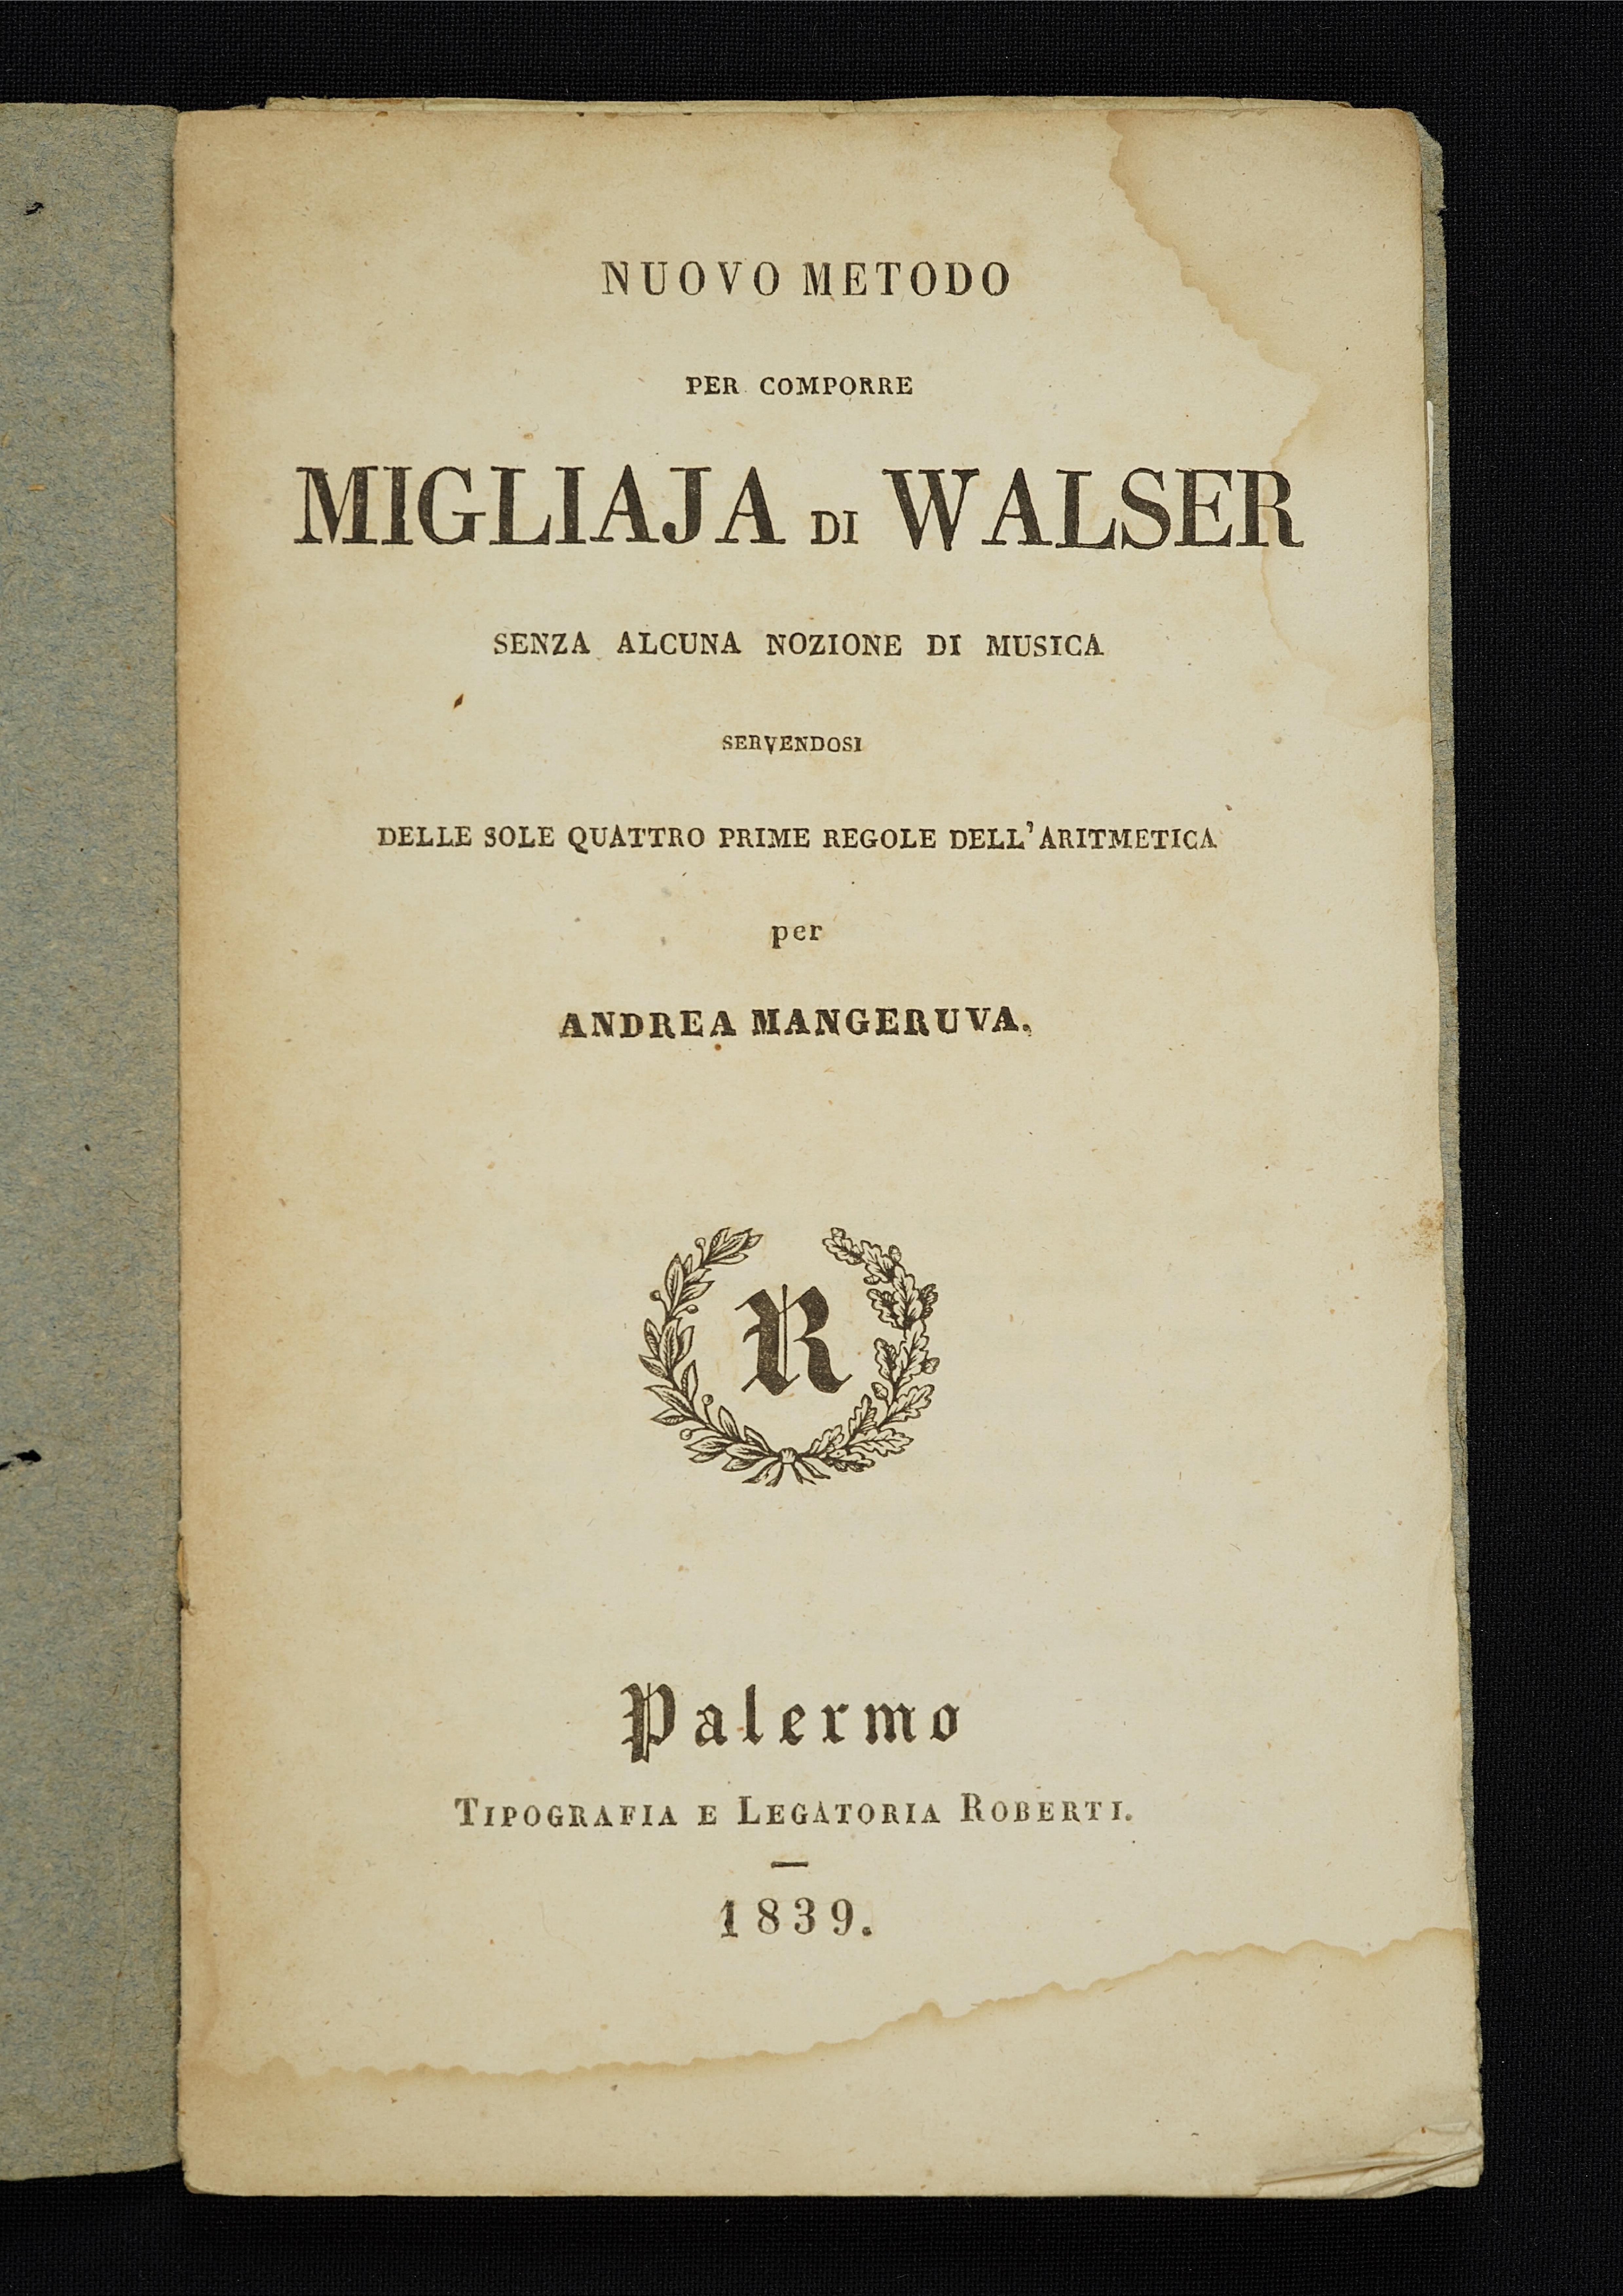 NUOVO METODO
PER COMPORRE
MIGLIAJA DI WALSER
SENZA ALCUNA NOZIONE DI MUSICA
SERVENDOSI
DELLE SOLE QUATTRO PRIME REGOLE DELL'ARITMETICA
per
ANDREA MANGERUVA.
R
Palermo
TIPOGRAFIA E LEGATORIA ROBERTI.
1839.